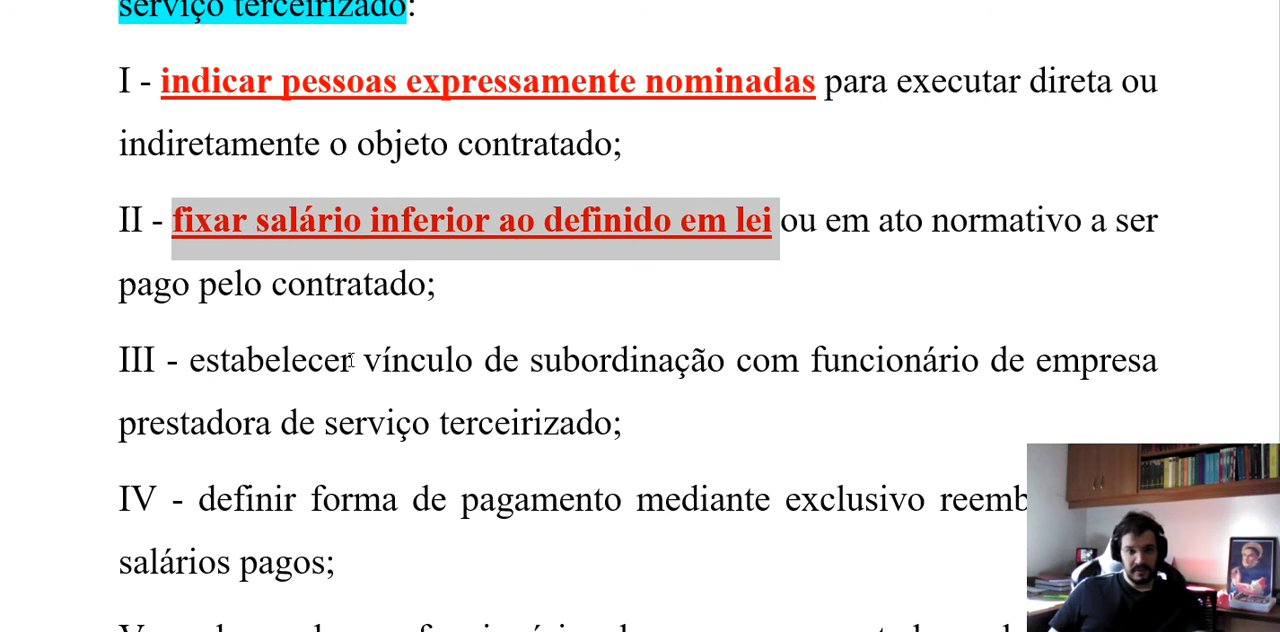 serviço terceirizado:
I - indicar pessoas expressamente nominadas para executar direta ou
indiretamente o objeto contratado;
II - fixar salário inferior ao definido em lei ou em ato normativo a ser
pago pelo contratado;
III - estabelecer vínculo de subordinação com funcionário de empresa
prestadora de serviço terceirizado;
IV - definir forma de pagamento mediante exclusivo
salários pagos;